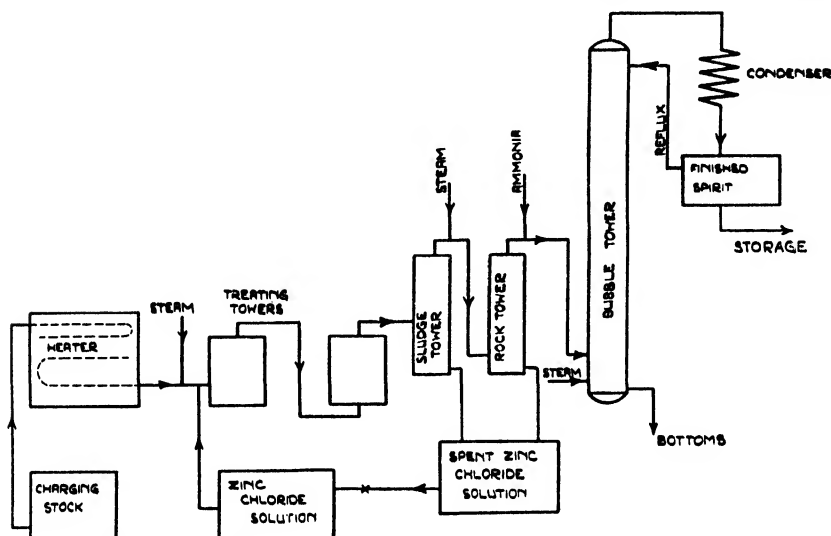 CONDENSER
REFLUX
FINISHED
SPIRIT
STORAGE
BUBBLE TOWER
STEAM
AMMONIA
STEAM
TREATING
TOWERS
HEATER
SLUDGE
TOWER
ROCK TOWER
STEAM
BOTTOMS
CHARGING
STOCK
ZINC
CHLORIDE
SOLUTION
SPENT ZINC
CHLORIDE
SOLUTION